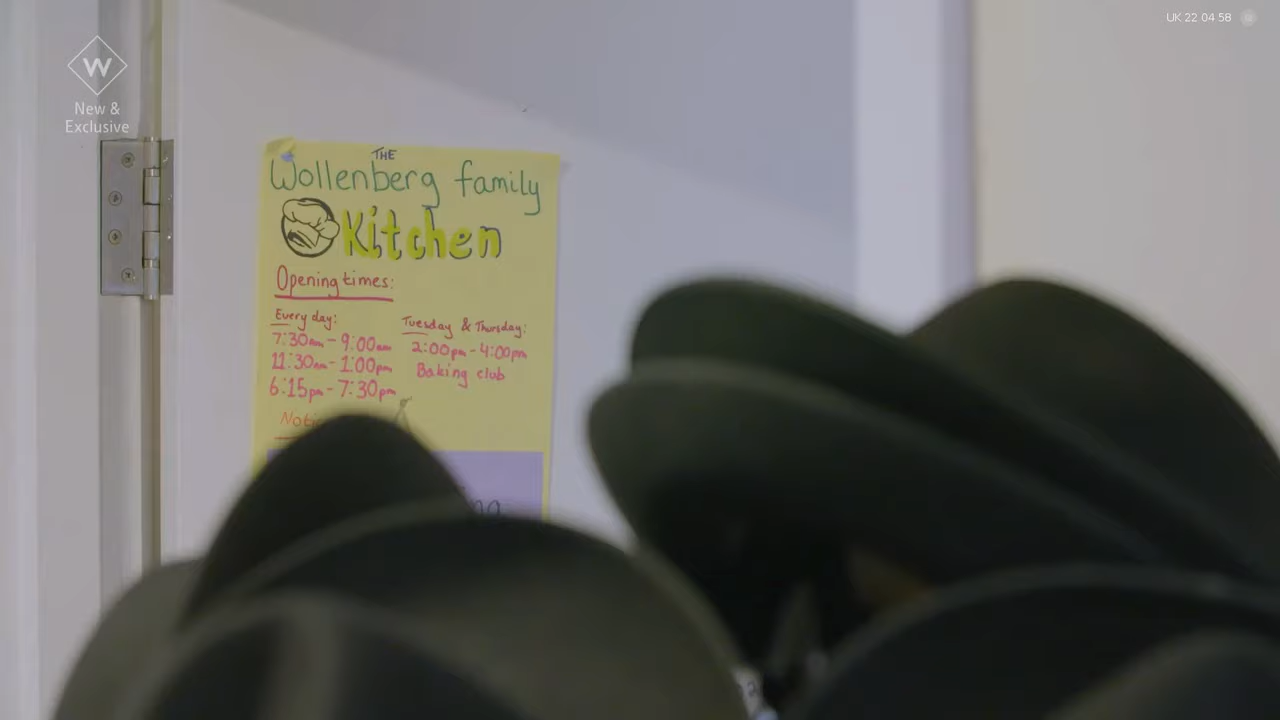 UK 22 04 58
W
New &
Exclusive
THE
Wollenberg family
Kitchen
Opening times:
Every day:
7:30am - 9:00am
11:30am - 1:00pm
6:15pm - 7:30pm
Tuesday & Thursday:
2:00pm - 4:00pm
Baking club